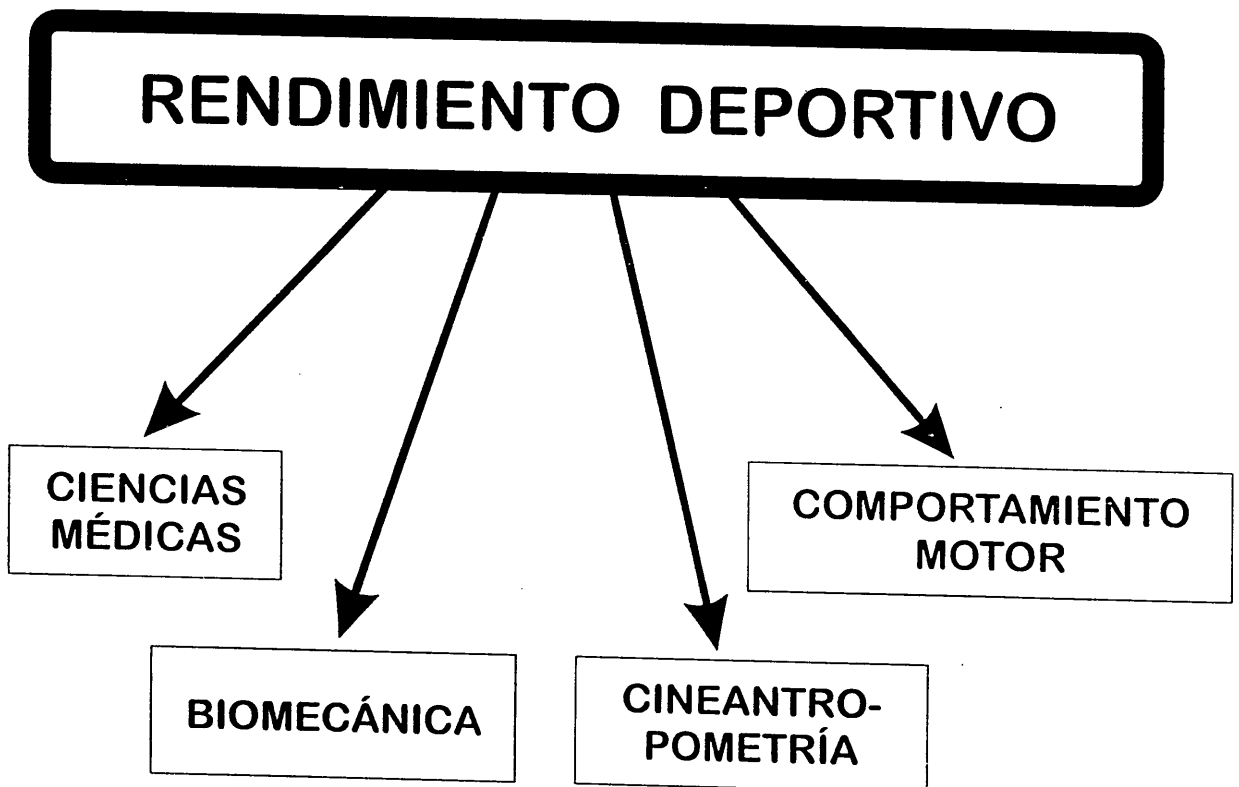 RENDIMIENTO DEPORTIVO
CIENCIAS
MÉDICAS
BIOMECÁNICA
CINEANTRO-
POMETRÍA
COMPORTAMIENTO
MOTOR